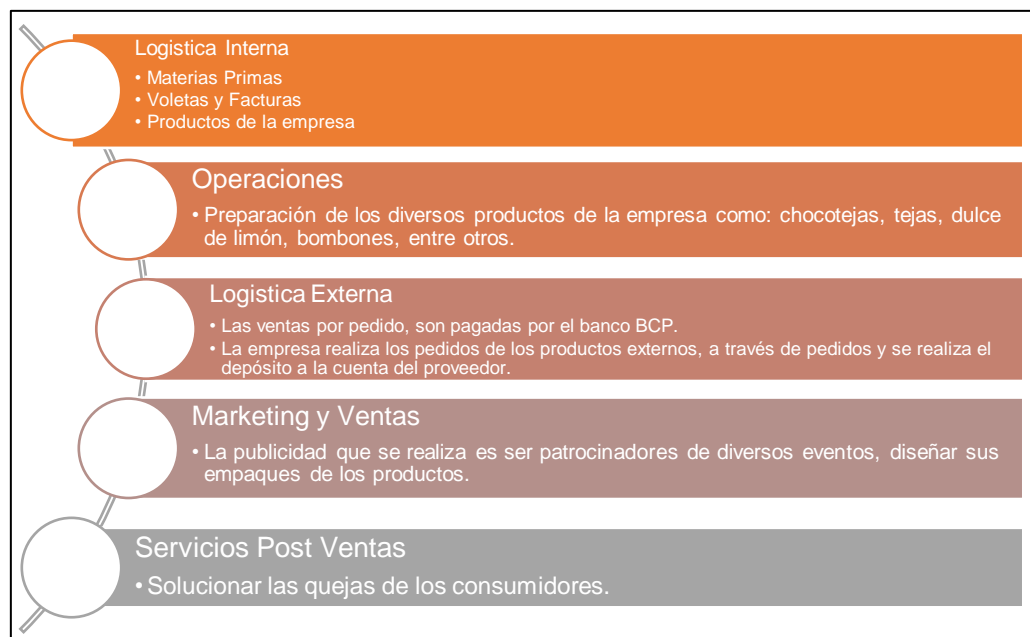 Logistica Interna
• Materias Primas
• Voletas y Facturas
• Productos de la empresa
Operaciones
• Preparación de los diversos productos de la empresa como: chocotejas, tejas, dulce
de limón, bombones, entre otros.
Logistica Externa
• Las ventas por pedido, son pagadas por el banco BCP.
• La empresa realiza los pedidos de los productos externos, a través de pedidos y se realiza el
depósito a la cuenta del proveedor.
Marketing y Ventas
• La publicidad que se realiza es ser patrocinadores de diversos eventos, diseñar sus
empaques de los productos.
Servicios Post Ventas
• Solucionar las quejas de los consumidores.